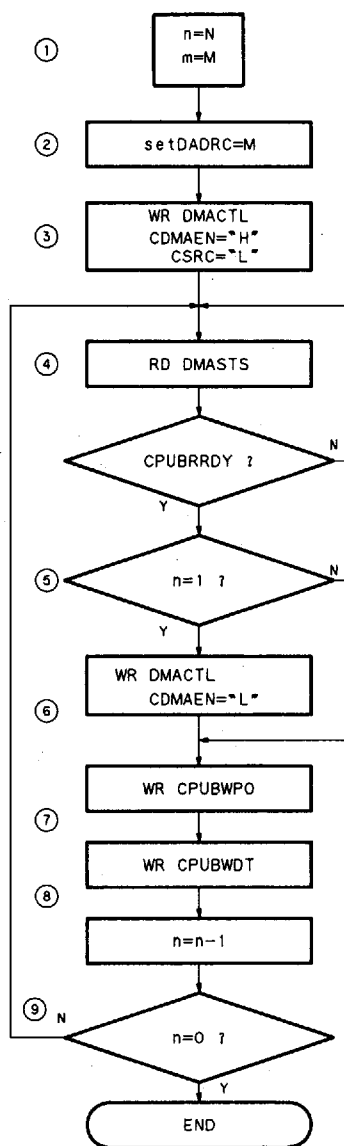 ① n=N
m=M
② setDADRC=M
③ WR DMACTL
CDMAEN="H"
CSRC="L"
④ RD DMASTS
CPUBRRDY ?
N
Y
⑤ n=1 ?
N
Y
⑥ WR DMACTL
CDMAEN="L"
WR CPUBWPO
⑦
WR CPUBWDT
⑧
n=n-1
⑨ N
n=0 ?
Y
END